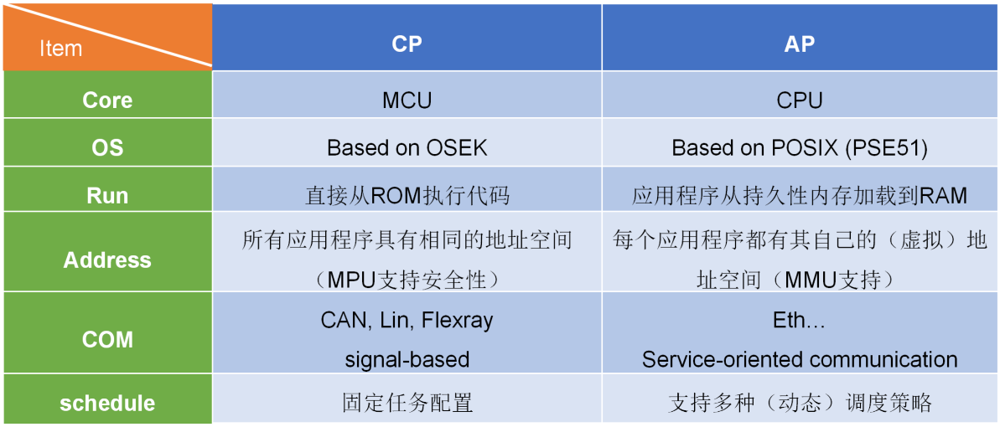 Item
CP
AP
Core
MCU
CPU
OS
Based on OSEK
Based on POSIX (PSE51)
Run
直接从ROM执行代码
应用程序从持久性内存加载到RAM
Address
所有应用程序具有相同的地址空间
（MPU支持安全性）
每个应用程序都有其自己的（虚拟）地
址空间（MMU支持）
COM
CAN, Lin, Flexray
signal-based
Eth…
Service-oriented communication
schedule
固定任务配置
支持多种（动态）调度策略